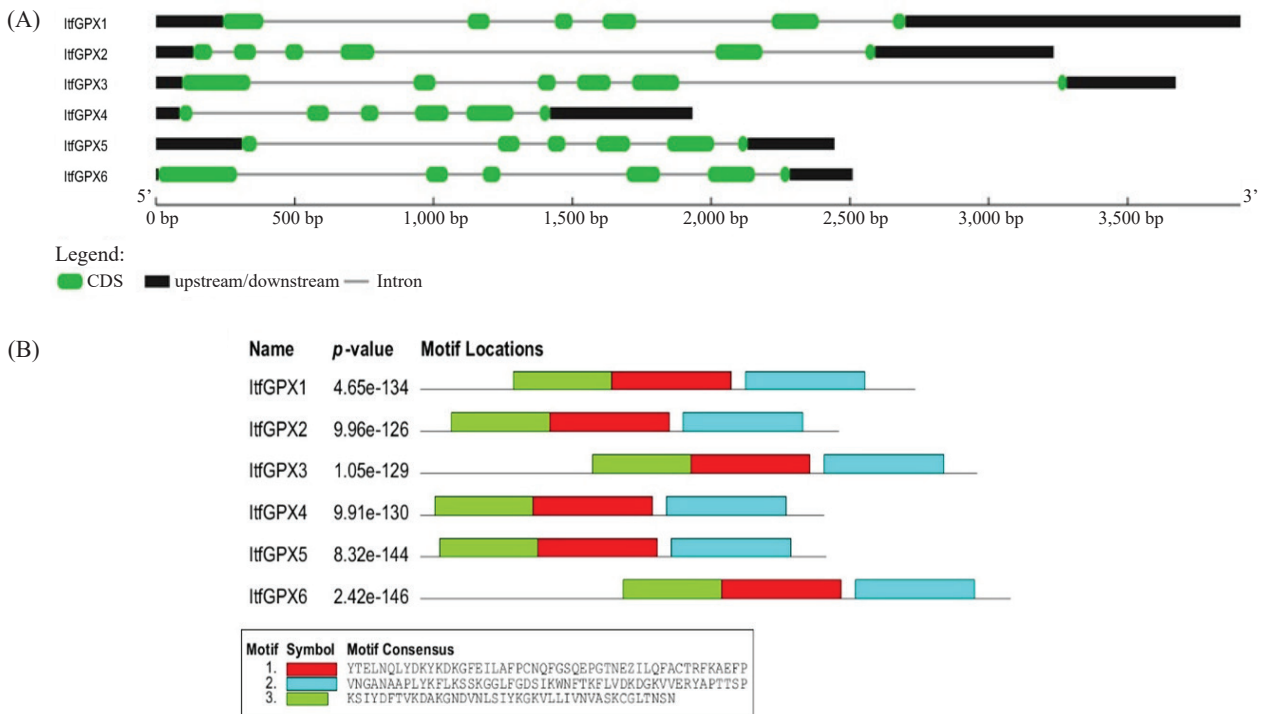 (A)
ItfGPX1
ItfGPX2
ItfGPX3
ItfGPX4
ItfGPX5
ItfGPX6
5’ 3’
0 bp 500 bp 1,000 bp 1,500 bp 2,000 bp 2,500 bp 3,000 bp 3,500 bp
Legend:
CDS upstream/downstream Intron
(B)
Name p-value Motif Locations
ItfGPX1 4.65e-134
ItfGPX2 9.96e-126
ItfGPX3 1.05e-129
ItfGPX4 9.91e-130
ItfGPX5 8.32e-144
ItfGPX6 2.42e-146
Motif Symbol Motif Consensus
1. YTELNQLYDKYKDKGFEILAFPCNQFGSQEPGTNEZILQFACTRFKAEFP
2. VNGANAAPLYKFLKSSKGGLFGDSIKWNFTKFLVDKDGKVVERYAPTTSP
3. KSIYDFTVKDAKGNDVNLSIYKGKVLLIVNVASKCGLTNSN